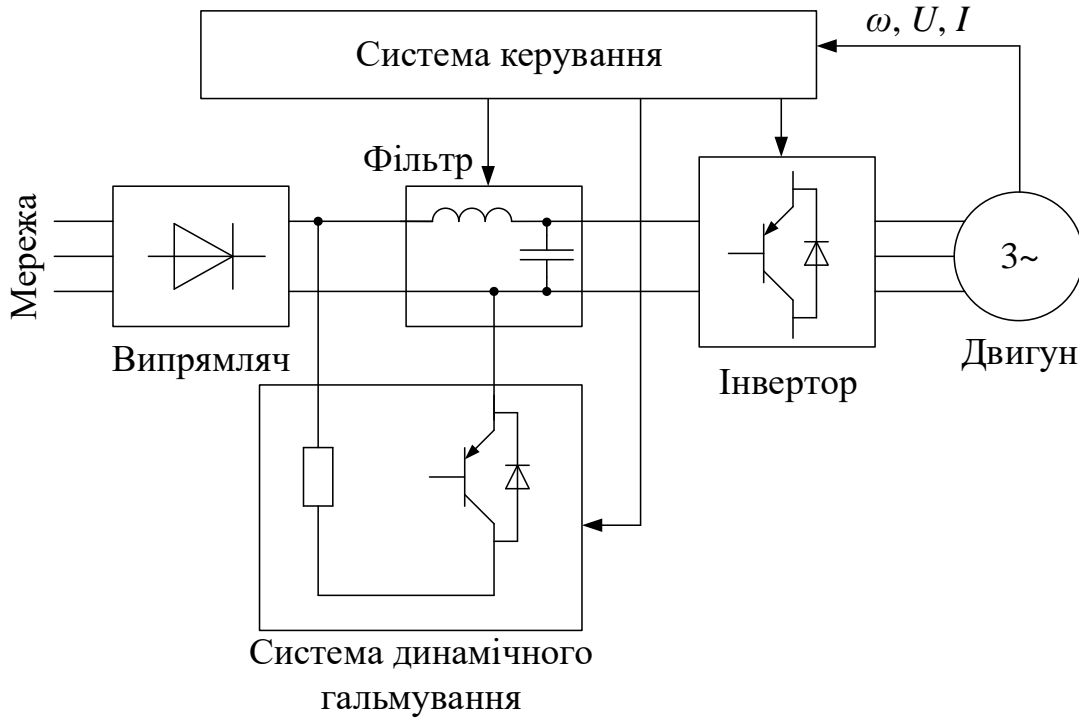 ω, U, I
Система керування
Фільтр
Мережа
3~
Випрямляч
Двигун
Інвертор
Система динамічного
гальмування